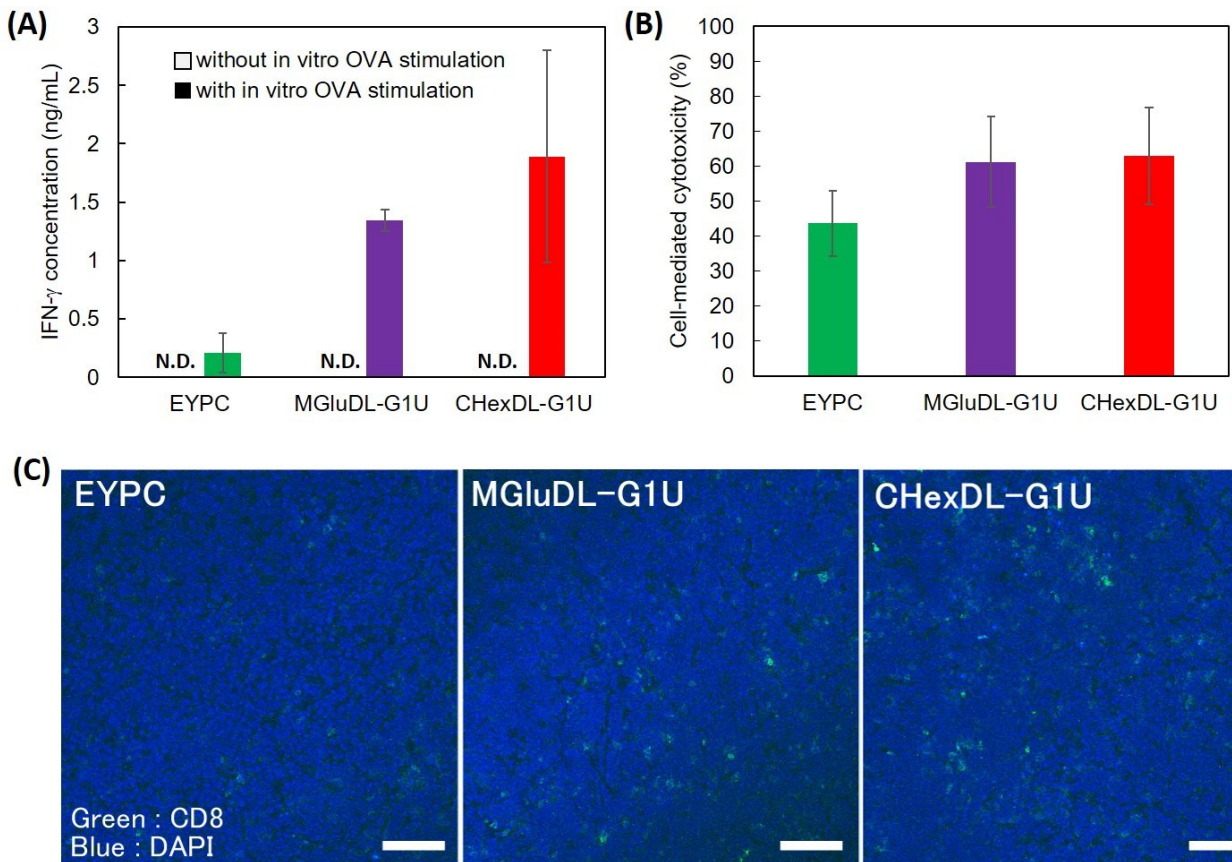 (A)
3
2.5
2
1.5
1
0.5
0
IFN-γ concentration (ng/mL)
without in vitro OVA stimulation
with in vitro OVA stimulation
N.D.
N.D.
N.D.
EYPC
MGluDL-G1U
CHexDL-G1U
(B)
100
90
80
70
60
50
40
30
20
10
0
Cell-mediated cytotoxicity (%)
EYPC
MGluDL-G1U
CHexDL-G1U
(C)
EYPC
MGluDL-G1U
CHexDL-G1U
Green : CD8
Blue : DAPI